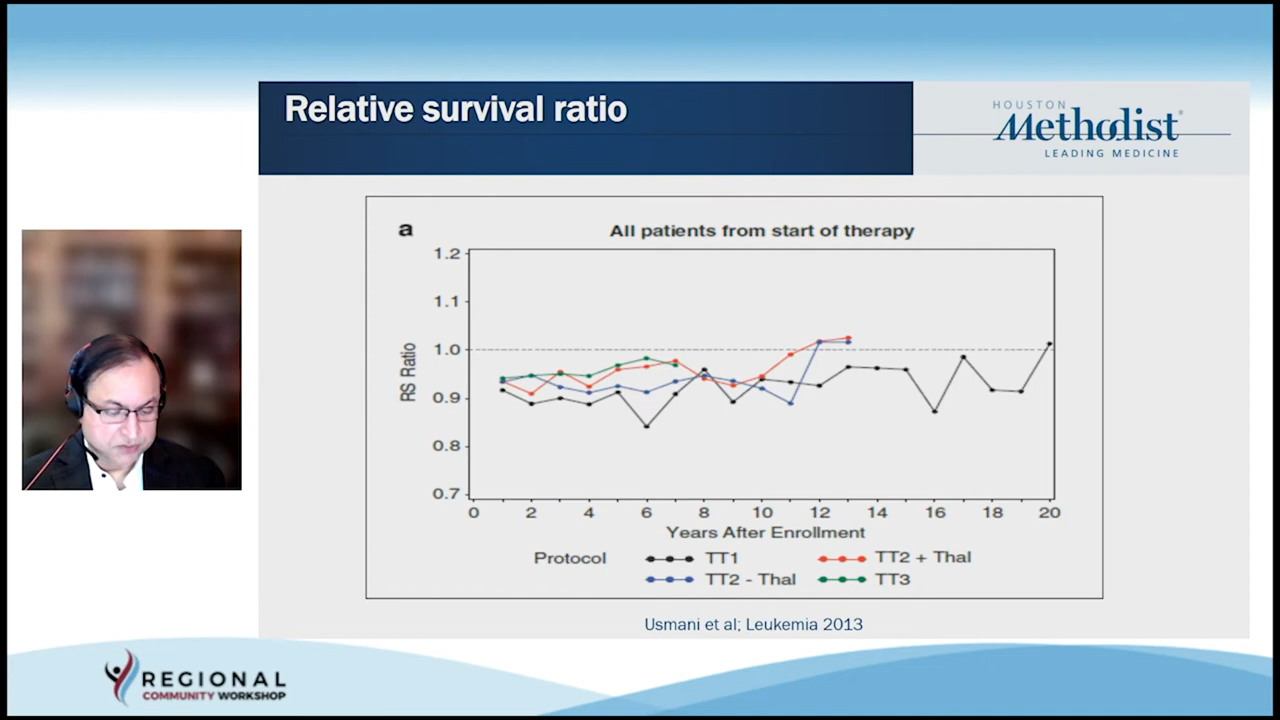 Relative survival ratio
HOUSTON
Methodist®
LEADING MEDICINE
a
All patients from start of therapy
1.2
1.1
1.0
0.9
0.8
0.7
RS Ratio
0 2 4 6 8 10 12 14 16 18 20
Years After Enrollment
Protocol
TT1
TT2 + Thal
TT2 - Thal
TT3
Usmani et al; Leukemia 2013
REGIONAL
COMMUNITY WORKSHOP